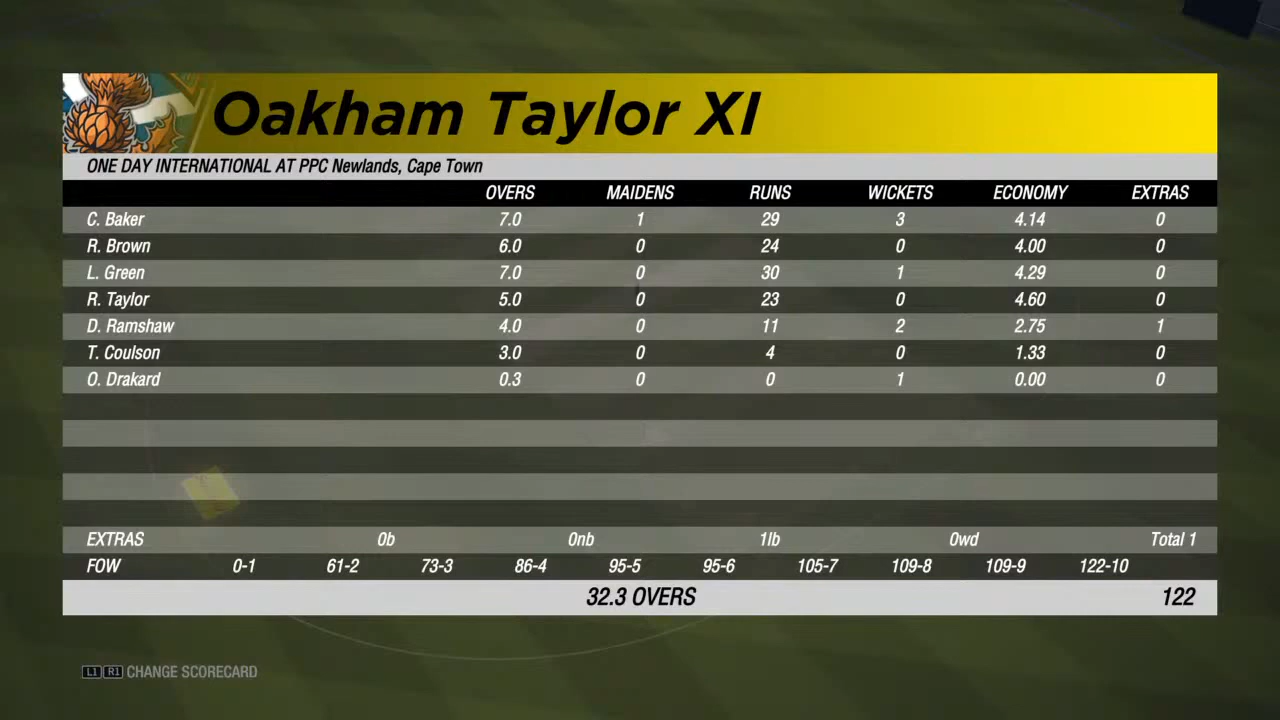 Oakham Taylor XI
ONE DAY INTERNATIONAL AT PPC Newlands, Cape Town
OVERS MAIDENS RUNS WICKETS ECONOMY EXTRAS
C. Baker 7.0 1 29 3 4.14 0
R. Brown 6.0 0 24 0 4.00 0
L. Green 7.0 0 30 1 4.29 0
R. Taylor 5.0 0 23 0 4.60 0
D. Ramshaw 4.0 0 11 2 2.75 1
T. Coulson 3.0 0 4 0 1.33 0
O. Drakard 0.3 0 0 1 0.00 0
EXTRAS 0b 0nb 1lb 0wd Total 1
FOW 0-1 61-2 73-3 86-4 95-5 95-6 105-7 109-8 109-9 122-10
32.3 OVERS 122
L1 R1 CHANGE SCORECARD